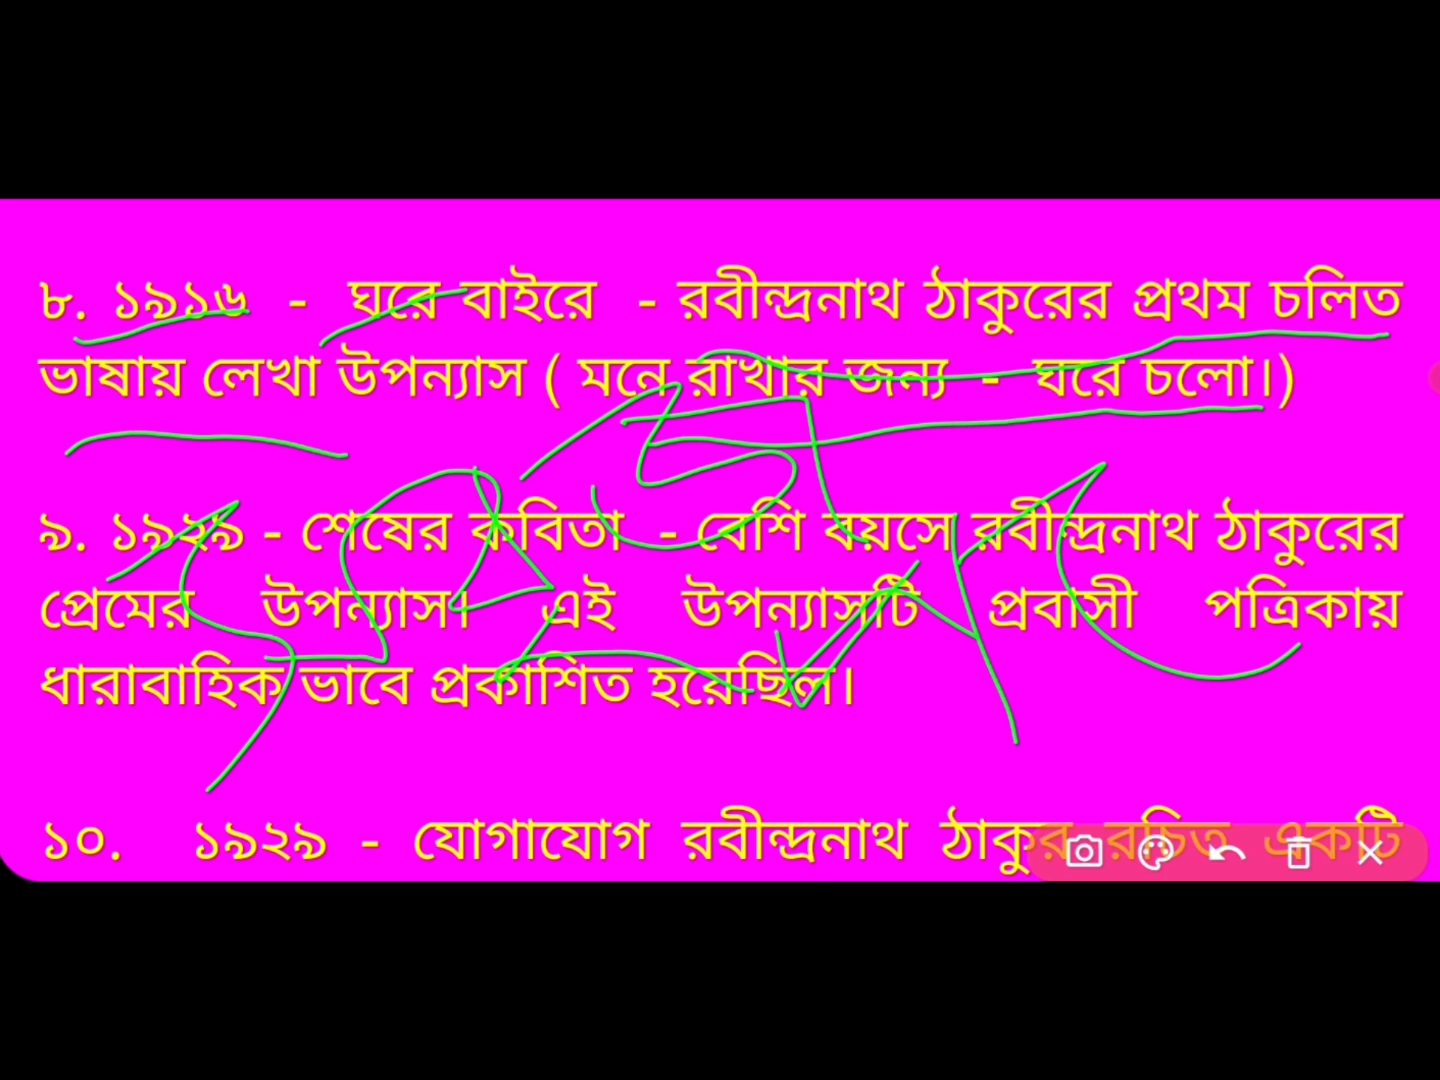 ৮. ১৯১৬ - ঘরে বাইরে - রবীন্দ্রনাথ ঠাকুরের প্রথম চলিত
ভাষায় লেখা উপন্যাস ( মনে রাখার জন্য - ঘরে চলো।)
৯. ১৯২৯ - শেষের কবিতা - বেশি বয়সে রবীন্দ্রনাথ ঠাকুরের
প্রেমের উপন্যাস। এই উপন্যাসটি প্রবাসী পত্রিকায়
ধারাবাহিক ভাবে প্রকাশিত হয়েছিল।
১০. ১৯২৯ - যোগাযোগ রবীন্দ্রনাথ ঠাকুর রচিত একটি